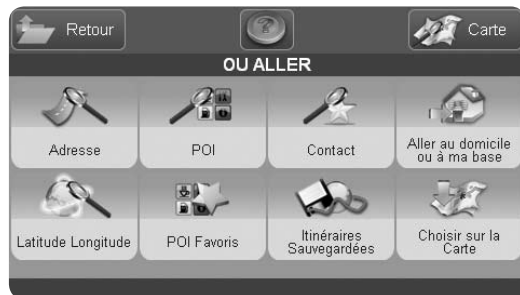 Retour
?
Carte
OU ALLER
Adresse
POI
Contact
Aller au domicile
ou à ma base
Latitude Longitude
POI Favoris
Itinéraires
Sauvegardées
Choisir sur la
Carte